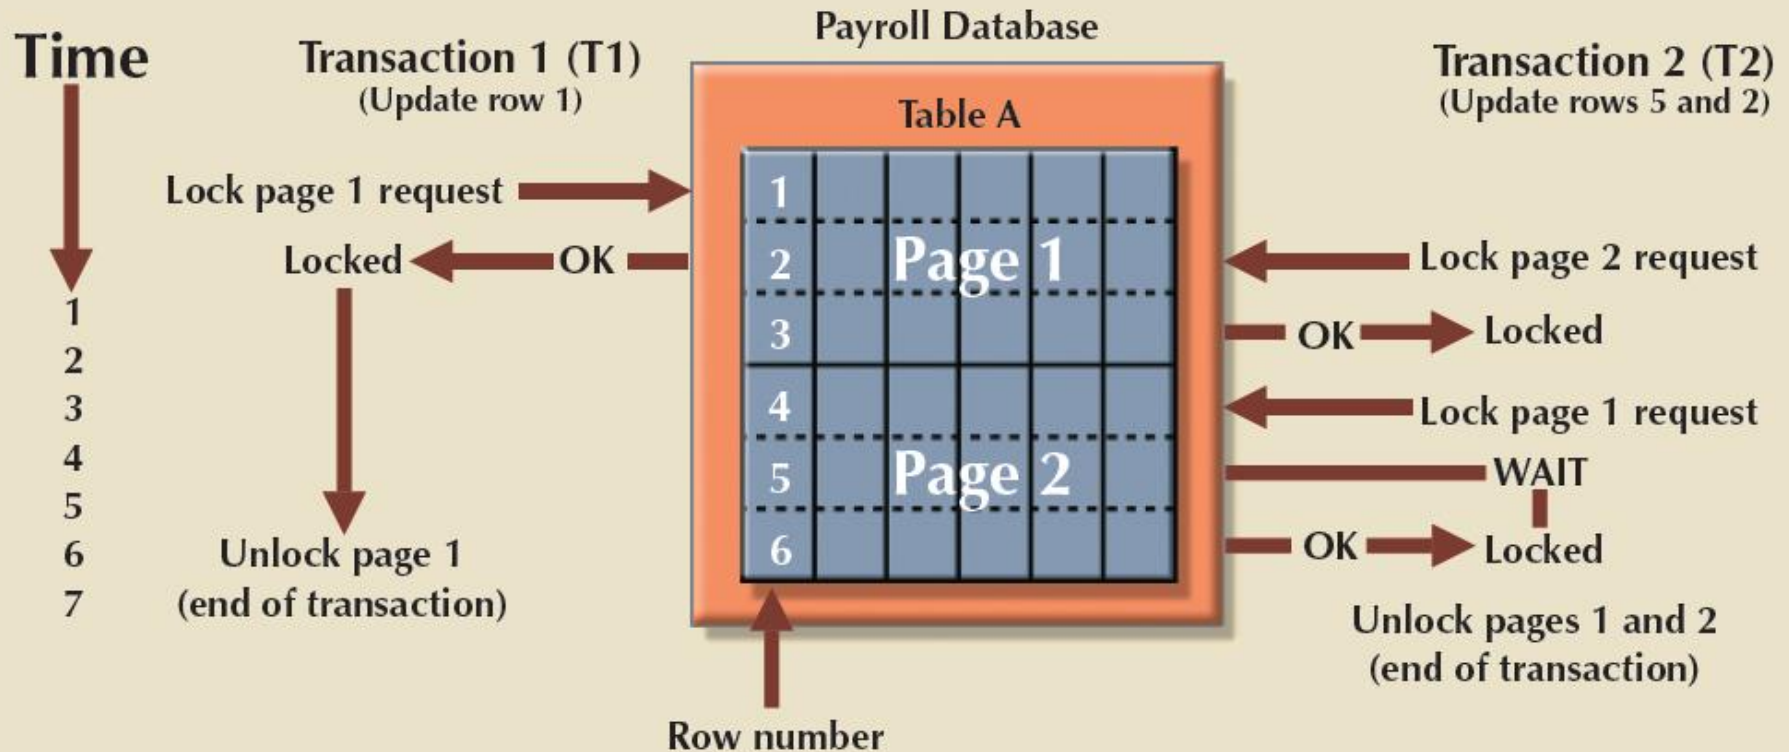 Time
1
2
3
4
5
6
7
Transaction 1 (T1)
(Update row 1)
Lock page 1 request
Locked
OK
Unlock page 1
(end of transaction)
Payroll Database
Table A
1
2
3
4
5
6
Page 1
Page 2
Row number
Transaction 2 (T2)
(Update rows 5 and 2)
Lock page 2 request
OK
Locked
Lock page 1 request
WAIT
OK
Locked
Unlock pages 1 and 2
(end of transaction)